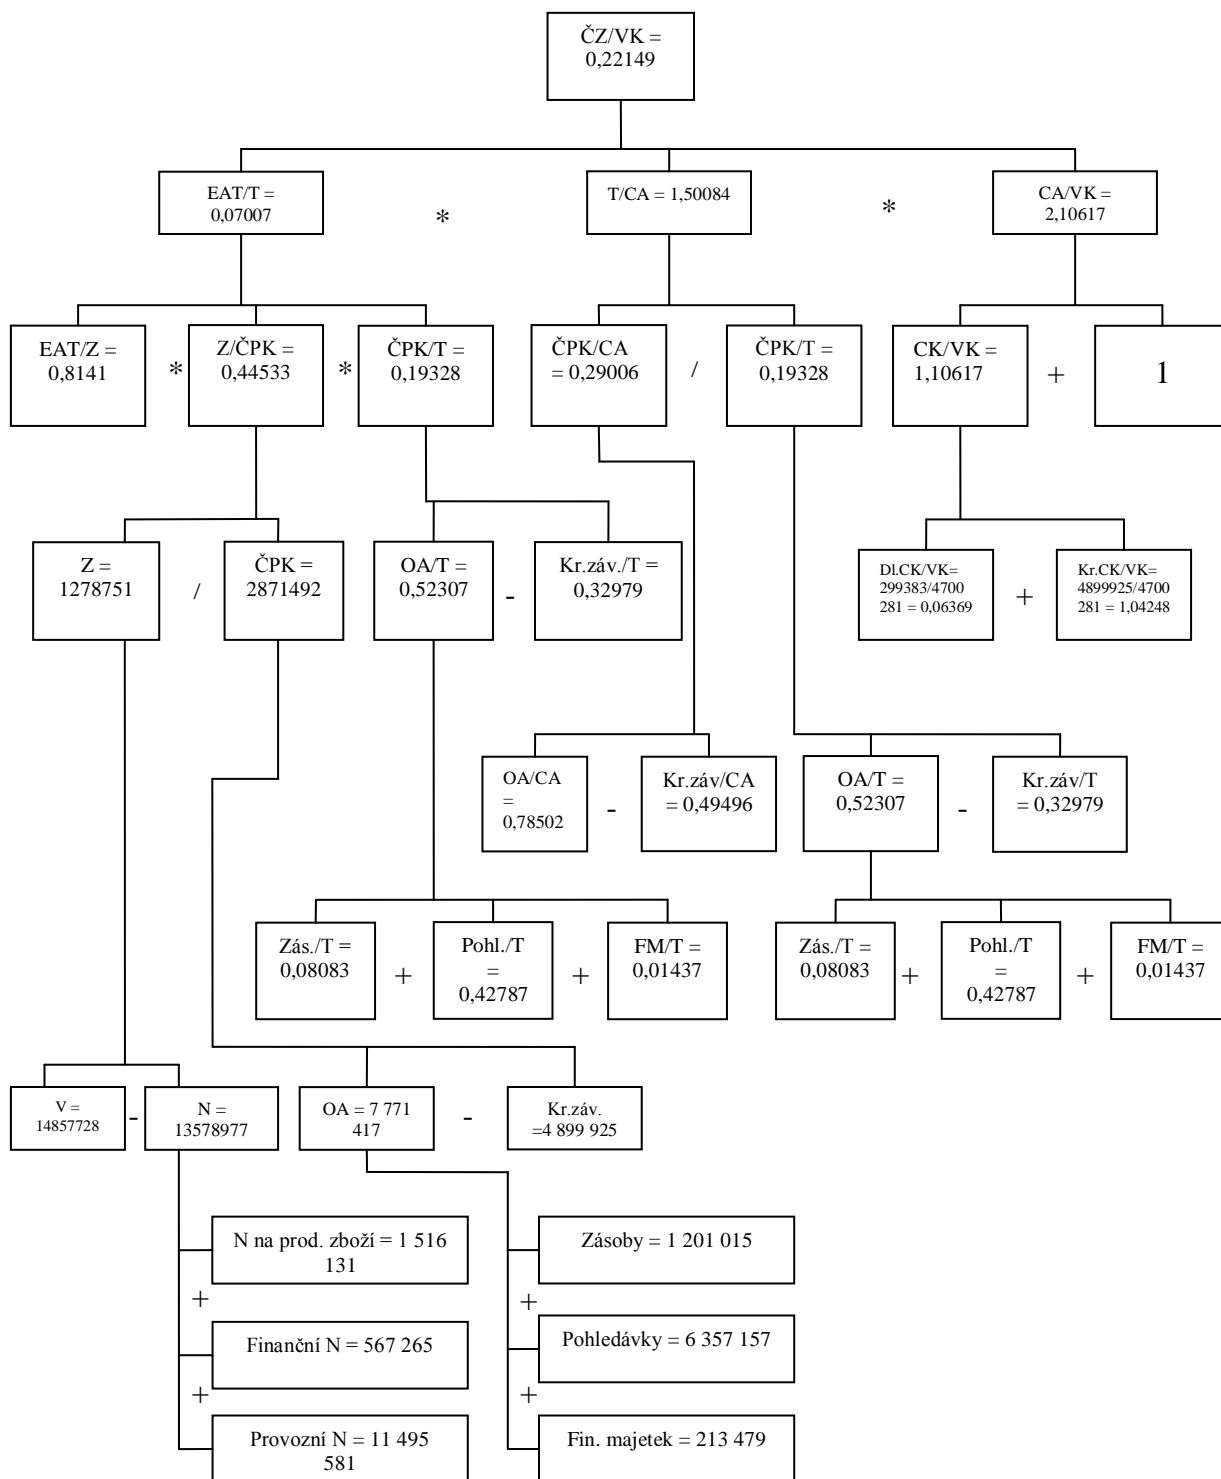 ČZ/VK =
0,22149
EAT/T =
0,07007
*
T/CA = 1,50084
*
CA/VK =
2,10617
EAT/Z =
0,8141
*
Z/ČPK =
0,44533
*
ČPK/T =
0,19328
ČPK/CA
= 0,29006
/
ČPK/T =
0,19328
CK/VK =
1,10617
+
1
Z =
1278751
/
ČPK =
2871492
OA/T =
0,52307
-
Kr.záv./T =
0,32979
Dl.CK/VK=
299383/4700
281 = 0,06369
+
Kr.CK/VK=
4899925/4700
281 = 1,04248
OA/CA
=
0,78502
-
Kr.záv/CA
= 0,49496
OA/T =
0,52307
-
Kr.záv/T
= 0,32979
Zás./T =
0,08083
+
Pohl./T
=
0,42787
+
FM/T =
0,01437
Zás./T =
0,08083
+
Pohl./T
=
0,42787
+
FM/T =
0,01437
V =
14857728
-
N =
13578977
OA = 7 771
417
-
Kr.záv.
=4 899 925
N na prod. zboží = 1 516
131
+
Finanční N = 567 265
+
Provozní N = 11 495
581
Zásoby = 1 201 015
+
Pohledávky = 6 357 157
+
Fin. majetek = 213 479